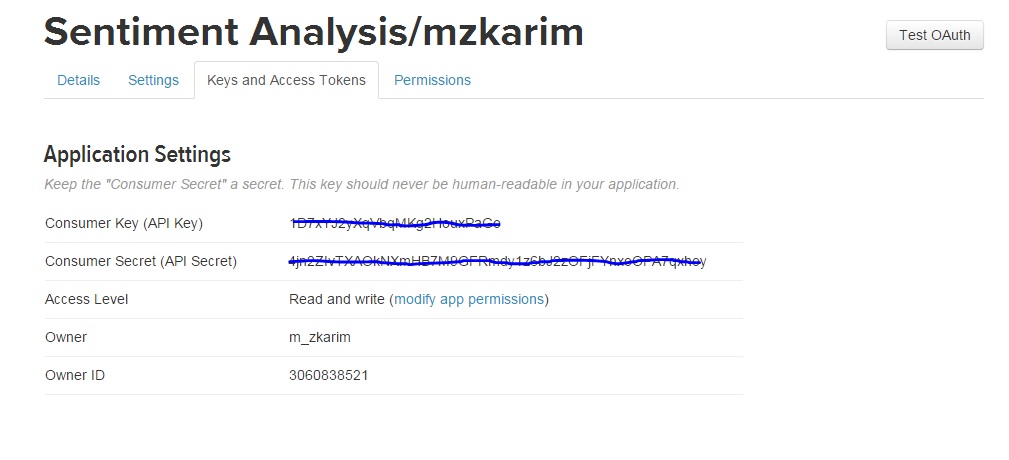 Sentiment Analysis/mzkarim
Test OAuth
Details Settings Keys and Access Tokens Permissions
Application Settings
Keep the "Consumer Secret" a secret. This key should never be human-readable in your application.
Consumer Key (API Key)
Consumer Secret (API Secret)
Access Level Read and write (modify app permissions)
Owner m_zkarim
Owner ID 3060838521